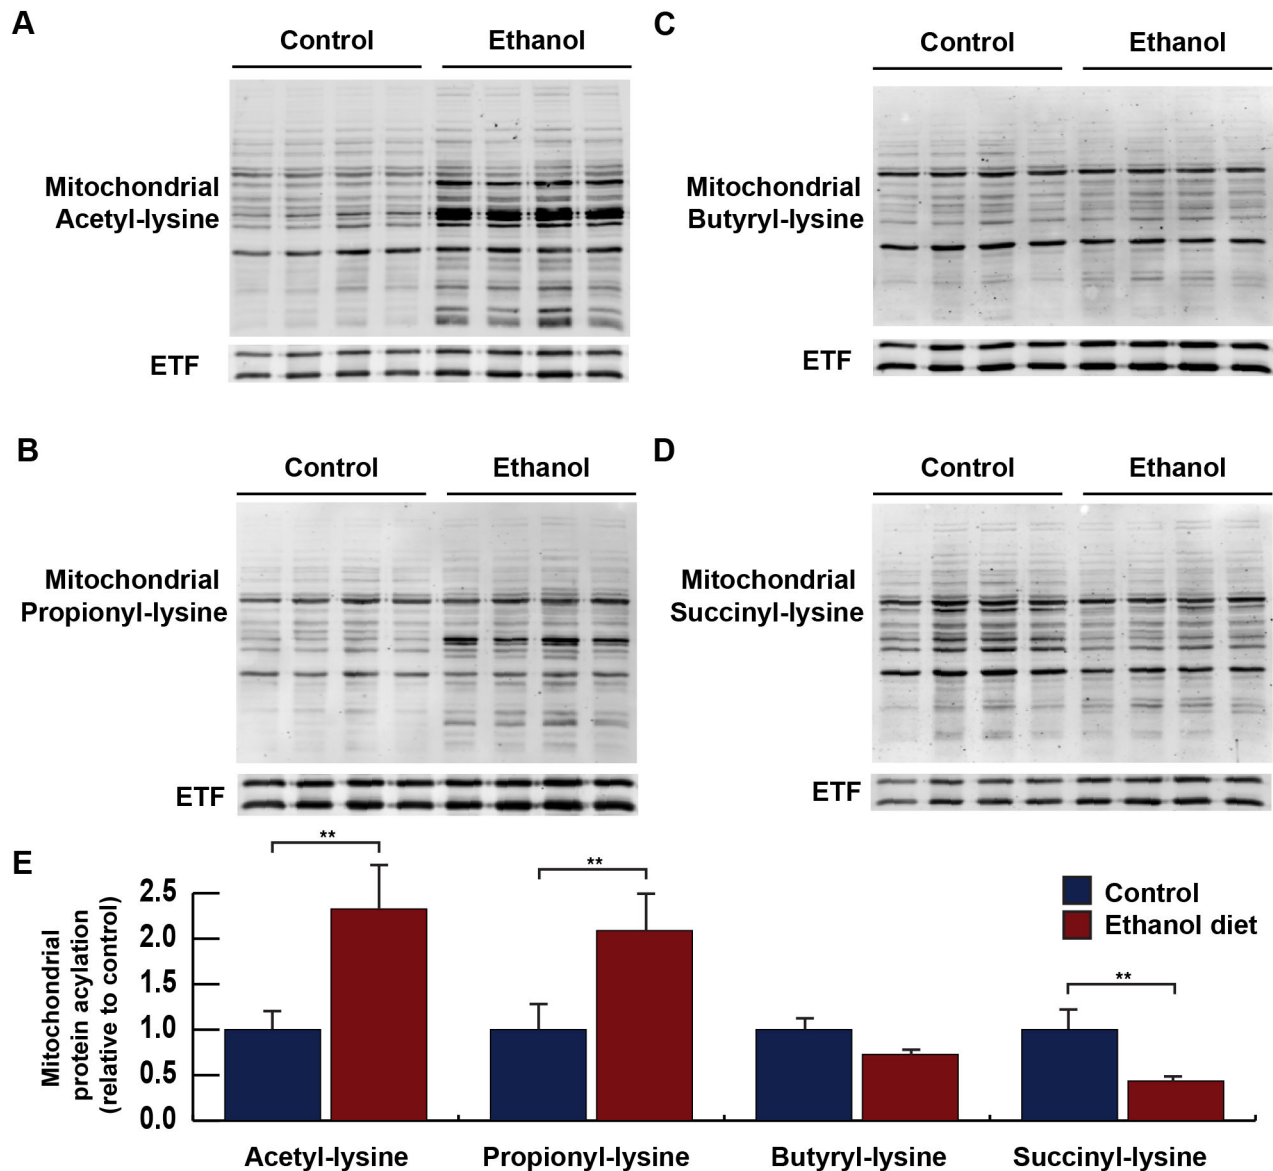 A
Control
Ethanol
Mitochondrial
Acetyl-lysine
ETF
C
Control
Ethanol
Mitochondrial
Butyryl-lysine
ETF
B
Control
Ethanol
Mitochondrial
Propionyl-lysine
ETF
D
Control
Ethanol
Mitochondrial
Succinyl-lysine
ETF
E
Mitochondrial
protein acylation
(relative to control)
2.5
2.0
1.5
1.0
0.5
0.0
**
**
**
Control
Ethanol diet
Acetyl-lysine
Propionyl-lysine
Butyryl-lysine
Succinyl-lysine